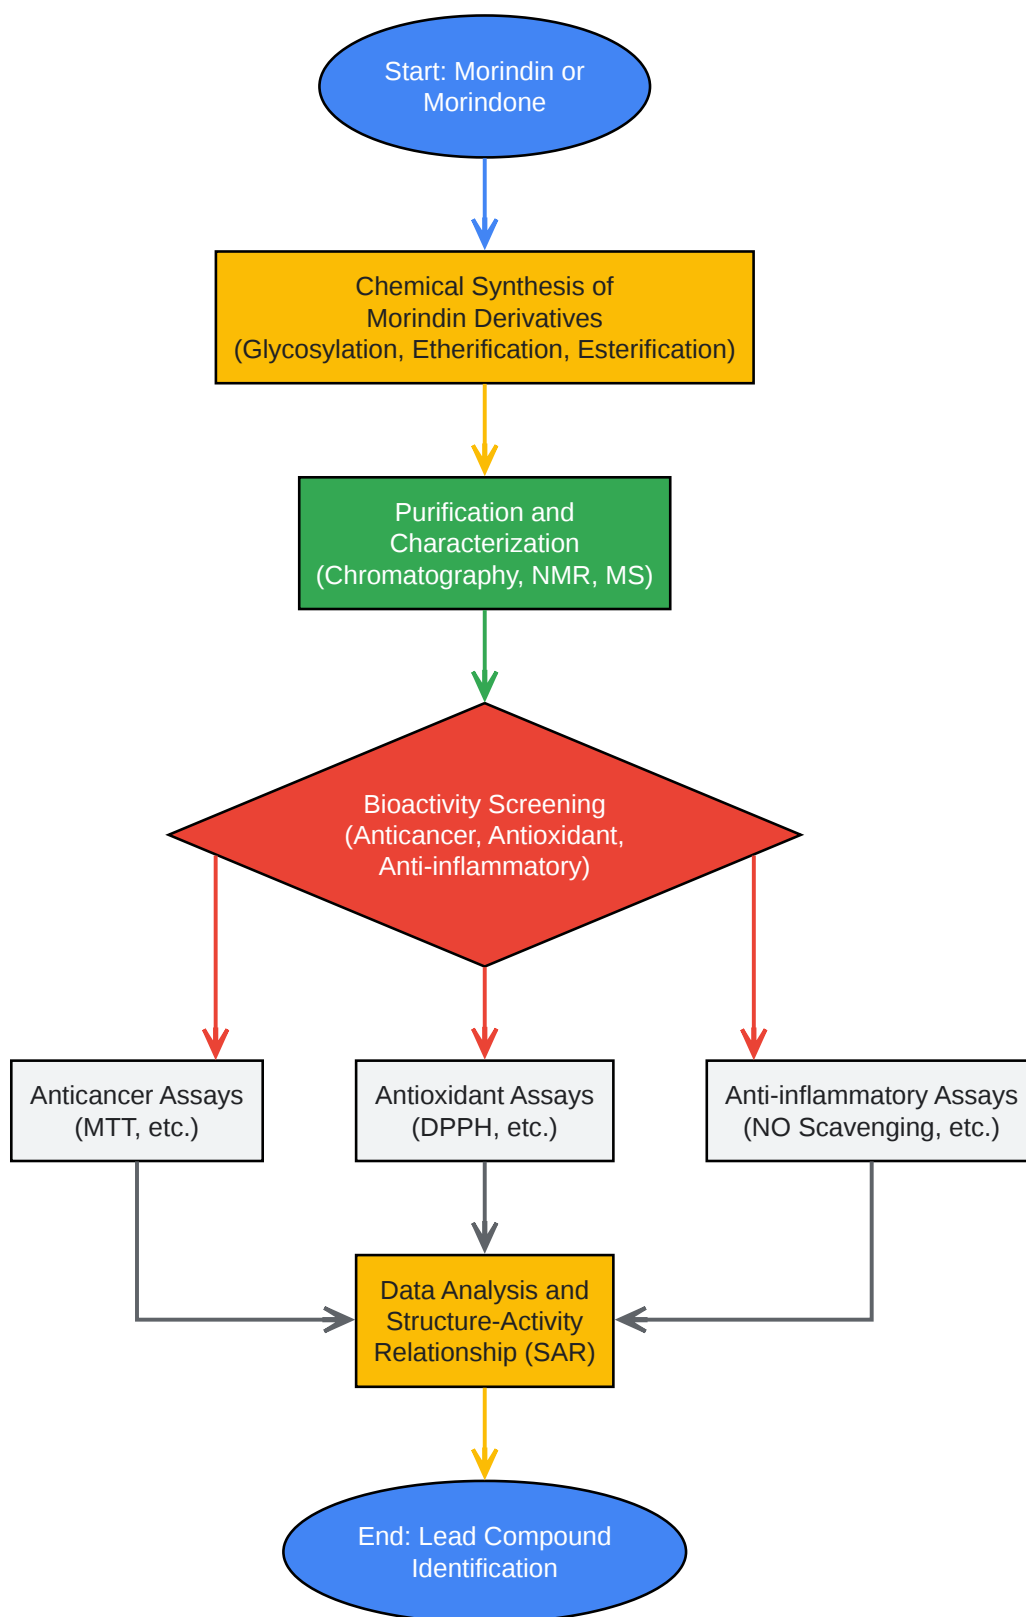 Start: Morindin or
Morindone
Chemical Synthesis of
Morindin Derivatives
(Glycosylation, Etherification, Esterification)
Purification and
Characterization
(Chromatography, NMR, MS)
Bioactivity Screening
(Anticancer, Antioxidant,
Anti-inflammatory)
Anticancer Assays
(MTT, etc.)
Antioxidant Assays
(DPPH, etc.)
Anti-inflammatory Assays
(NO Scavenging, etc.)
Data Analysis and
Structure-Activity
Relationship (SAR)
End: Lead Compound
Identification